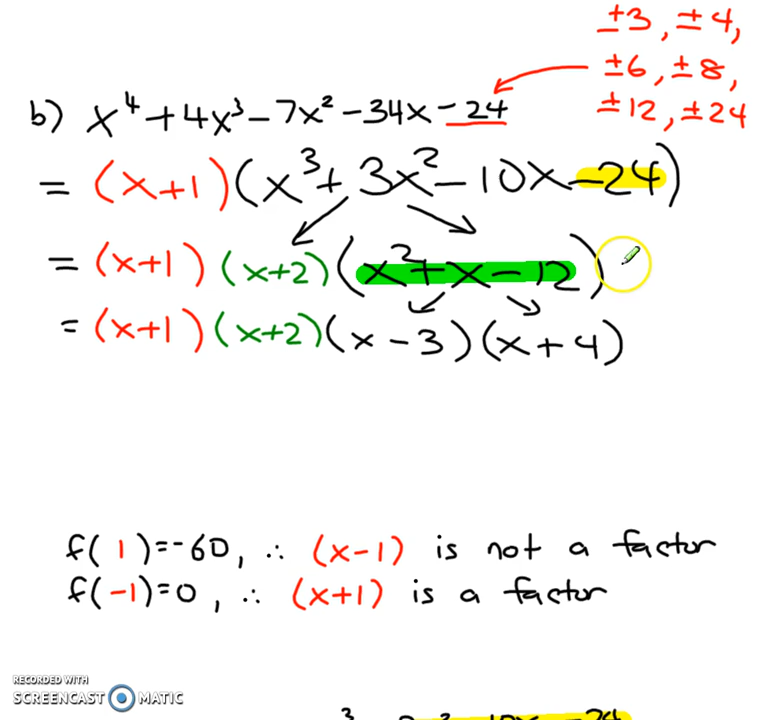 ±3, ±4,
±6, ±8,
±12, ±24
b) x⁴ + 4x³ - 7x² - 34x - 24
= (x+1)(x³ + 3x² - 10x - 24)
= (x+1) (x+2) (x² + x - 12)
= (x+1) (x+2) (x - 3) (x + 4)
f(1) = -60, ∴ (x-1) is not a factor
f(-1) = 0, ∴ (x+1) is a factor
RECORDED WITH
SCREENCAST MATIC